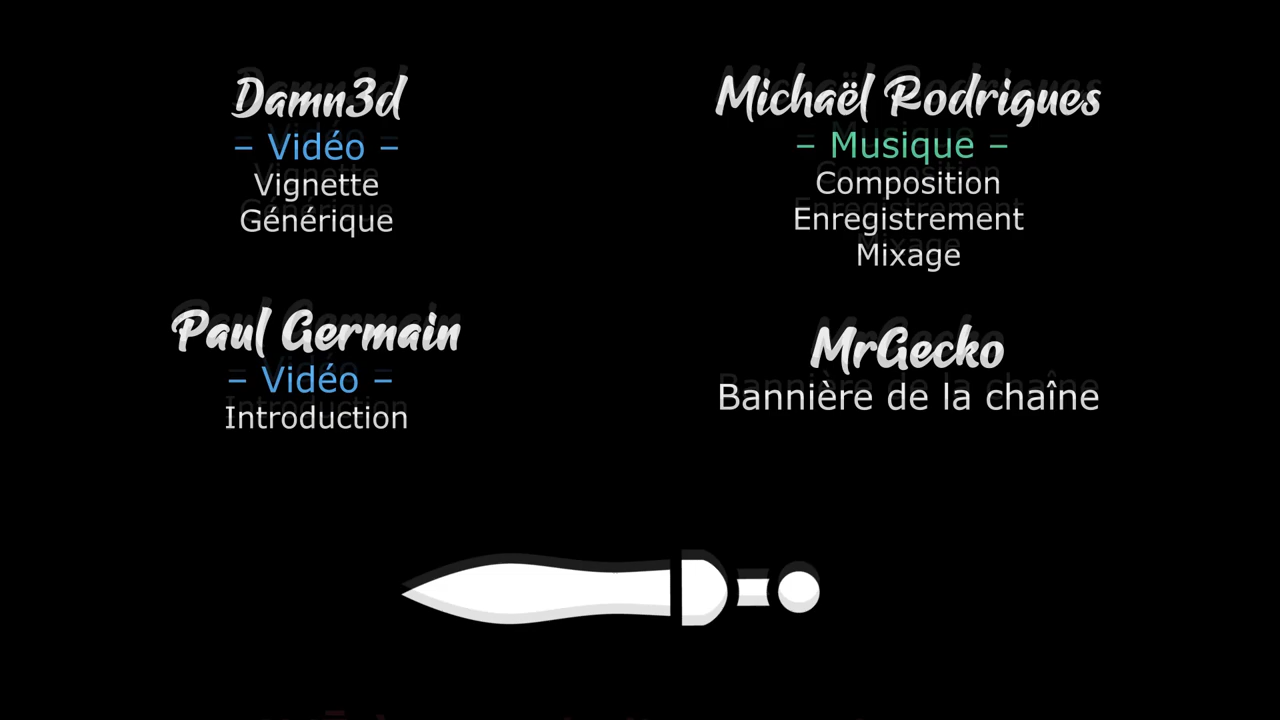 Damn3d
– Vidéo –
Vignette
Générique
Michaël Rodrigues
– Musique –
Composition
Enregistrement
Mixage
Paul Germain
– Vidéo –
Introduction
MrGecko
Bannière de la chaîne